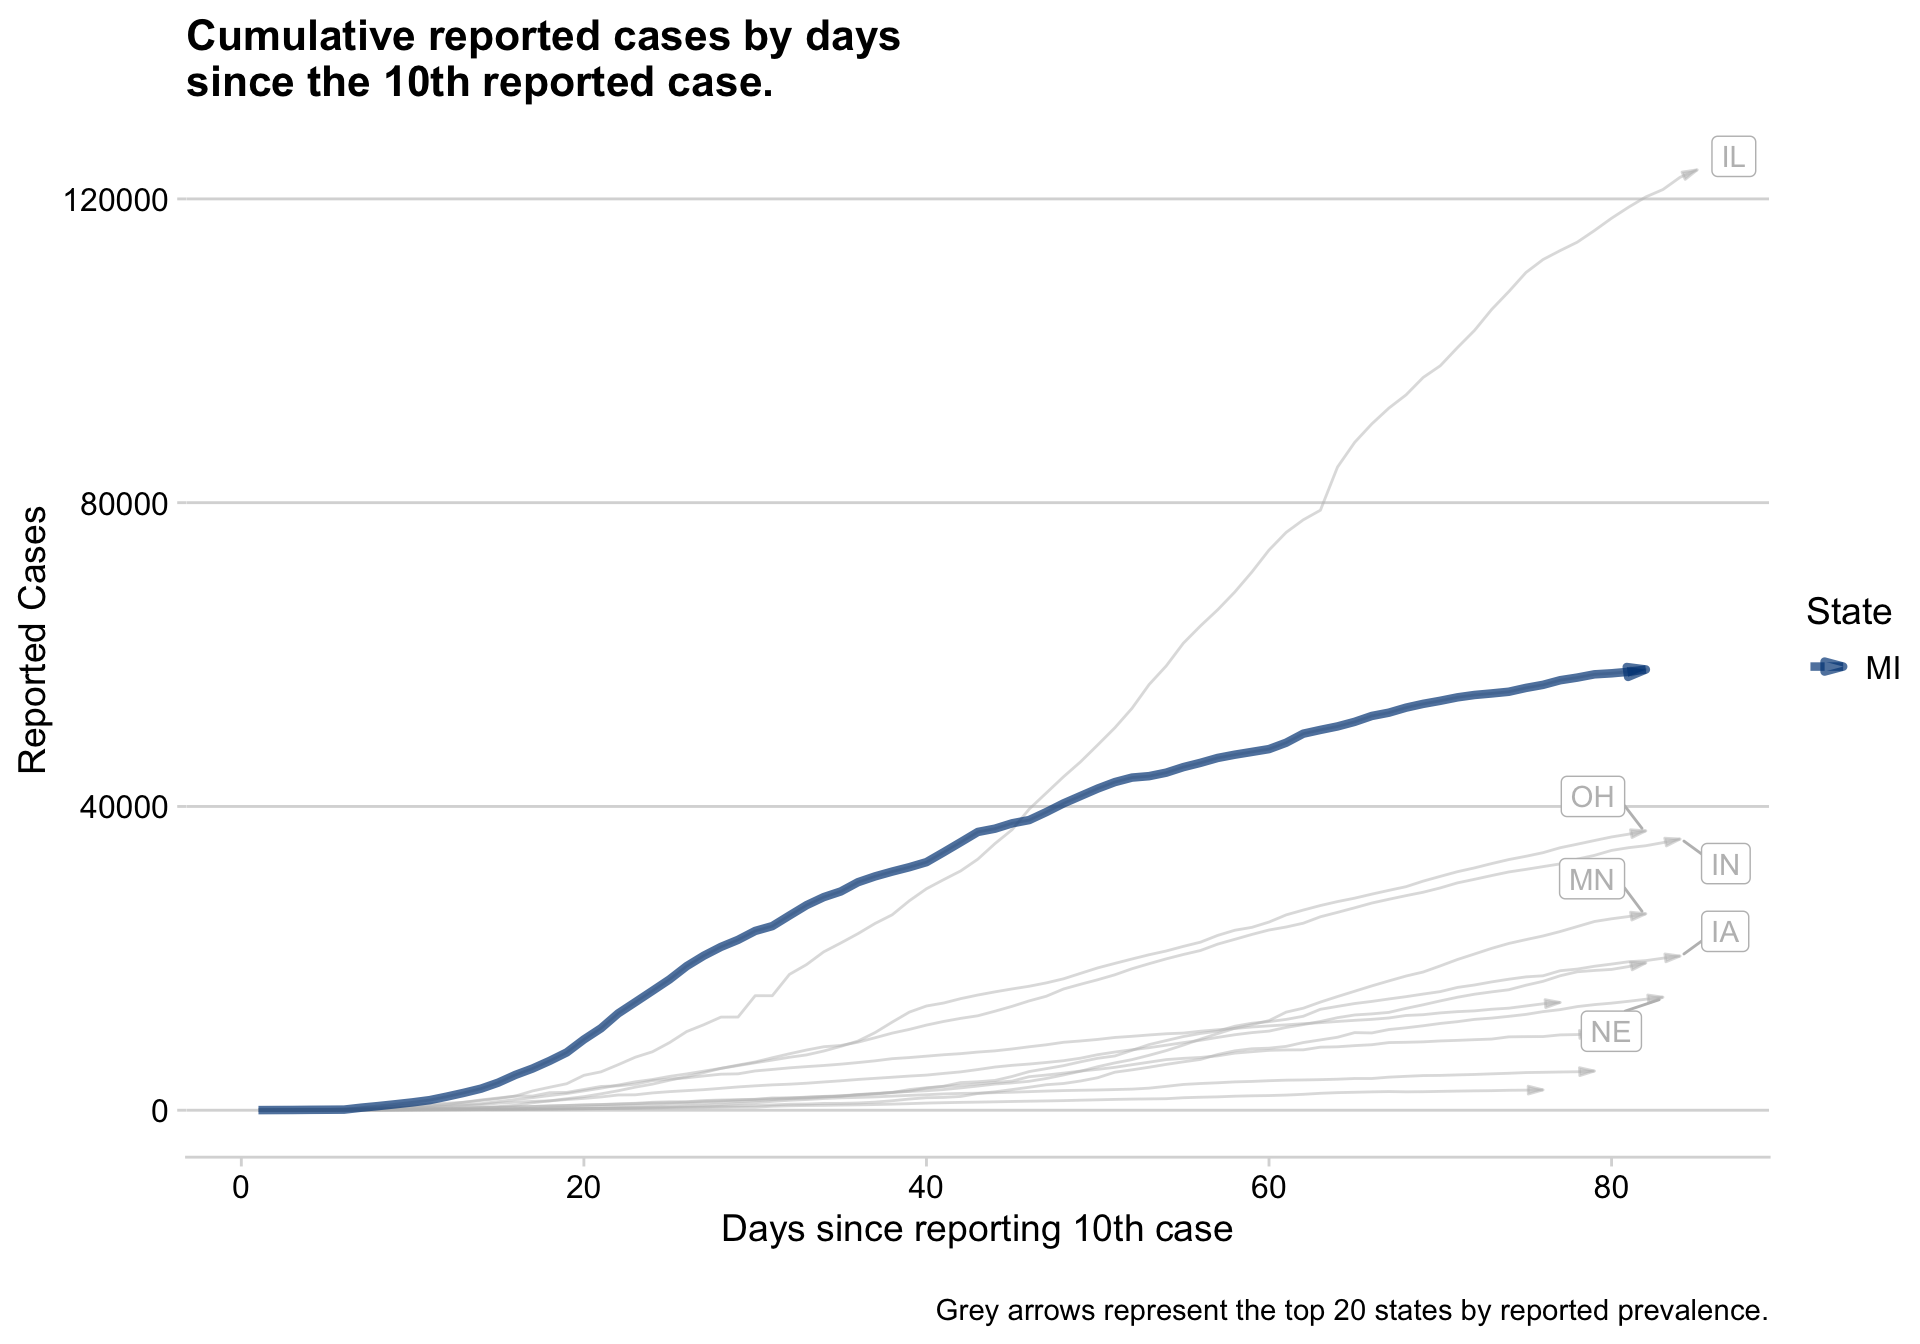 Cumulative reported cases by days
since the 10th reported case.
IL
120000
80000
Reported Cases
State
MI
OH
40000
IN
MN
IA
NE
0
0 20 40 60 80
Days since reporting 10th case
Grey arrows represent the top 20 states by reported prevalence.